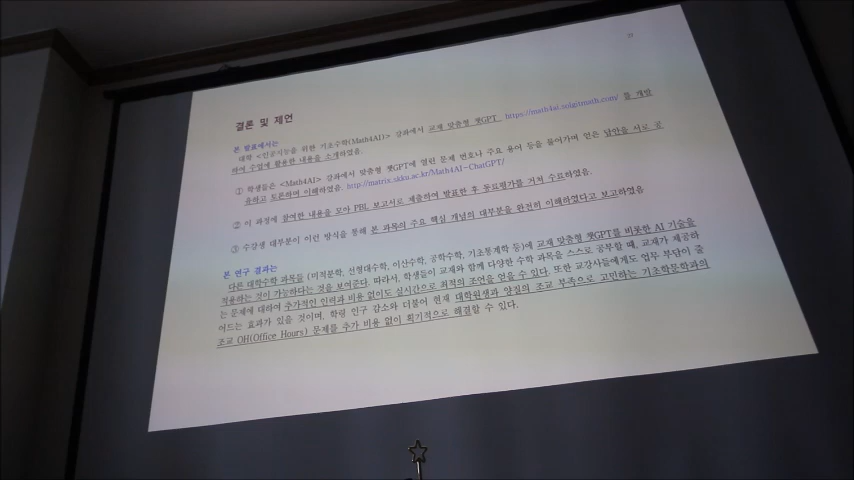 결론 및 제언
본 발표에서는
대학 <인공지능을 위한 기초수학(Math4AI)> 강좌에서 교재 맞춤형 챗GPT https://math4ai.solgitmath.com/ 를 개발
하여 수업에 활용한 내용을 소개하였음.
① 학생들은 <Math4AI> 강좌에서 맞춤형 챗GPT에 열린 문제 번호나 주요 용어 등을 물어가며 얻은 답안을 서로 공
유하고 토론하며 이해하였음. http://matrix.skku.ac.kr/Math4AI-ChatGPT/
② 이 과정에 참여한 내용을 모아 PBL 보고서로 제출하여 발표한 후 동료평가를 거쳐 수료하였음.
③ 수강생 대부분이 이런 방식을 통해 본 과목의 주요 핵심 개념의 대부분을 완전히 이해하였다고 보고하였음
본 연구 결과는
다른 대학수학 과목들 (미적분학, 선형대수학, 이산수학, 공학수학, 기초통계학 등)에 교재 맞춤형 챗GPT를 비롯한 AI 기술을
적용하는 것이 가능하다는 것을 보여준다. 따라서, 학생들이 교재와 함께 다양한 수학 과목을 스스로 공부할 때, 교재가 제공하
는 문제에 대하여 추가적인 인력과 비용 없이도 실시간으로 최적의 조언을 얻을 수 있다. 또한 교강사들에게도 업무 부담이 줄
어드는 효과가 있을 것이며, 학령 인구 감소와 더불어 현재 대학원생과 양질의 조교 부족으로 고민하는 기초학문학과의
조교 OH(Office Hours) 문제를 추가 비용 없이 획기적으로 해결할 수 있다.